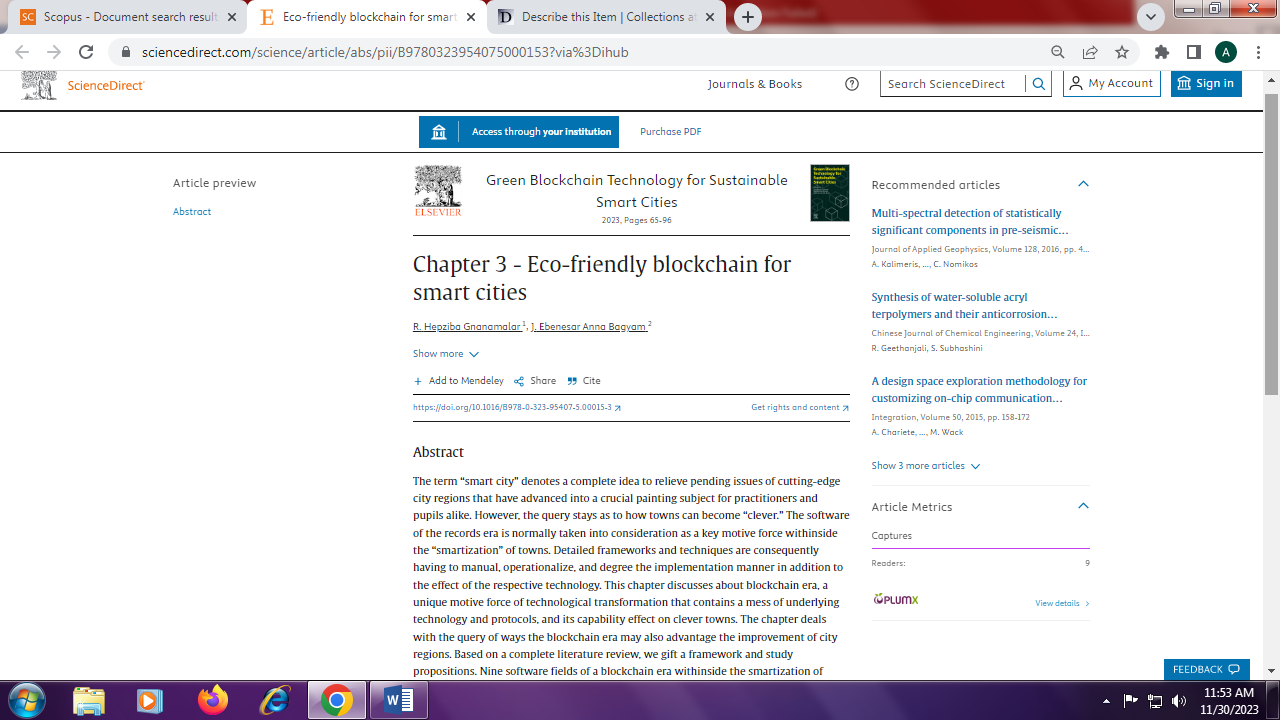 Scopus - Document search result
Eco-friendly blockchain for smart
Describe this Item | Collections at
sciencedirect.com/science/article/abs/pii/B9780323954075000153?via%3Dihub
A
ScienceDirect
Journals & Books
Search ScienceDirect
My Account
Sign in
Access through your institution
Purchase PDF
Article preview
Abstract
ELSEVIER
Green Blockchain Technology for Sustainable
Smart Cities
2023, Pages 65-96
Green Blockchain
Technology for
Sustainable
Smart Cities
Chapter 3 - Eco-friendly blockchain for
smart cities
R. Hepziba Gnanamalar 1, J. Ebenesar Anna Bagyam 2
Show more
Add to Mendeley
Share
Cite
https://doi.org/10.1016/B978-0-323-95407-5.00015-3
Get rights and content
Abstract
The term “smart city” denotes a complete idea to relieve pending issues of cutting-edge
city regions that have advanced into a crucial painting subject for practitioners and
pupils alike. However, the query stays as to how towns can become “clever.” The software
of the records era is normally taken into consideration as a key motive force withinside
the “smartization” of towns. Detailed frameworks and techniques are consequently
having to manual, operationalize, and degree the implementation manner in addition to
the effect of the respective technology. This chapter discusses about blockchain era, a
unique motive force of technological transformation that contains a mess of underlying
technology and protocols, and its capability effect on clever towns. The chapter deals
with the query of ways the blockchain era may also advantage the improvement of city
regions. Based on a complete literature review, we gift a framework and study
propositions. Nine software fields of a blockchain era withinside the smartization of
Recommended articles
Multi-spectral detection of statistically
significant components in pre-seismic…
Journal of Applied Geophysics, Volume 128, 2016, pp. 4…
A. Kalimeris, …, C. Nomikos
Synthesis of water-soluble acryl
terpolymers and their anticorrosion…
Chinese Journal of Chemical Engineering, Volume 24, I…
R. Geethanjali, S. Subhashini
A design space exploration methodology for
customizing on-chip communication…
Integration, Volume 50, 2015, pp. 158-172
A. Chariete, …, M. Wack
Show 3 more articles
Article Metrics
Captures
Readers: 9
PLUMX
View details
FEEDBACK
11:53 AM
11/30/2023